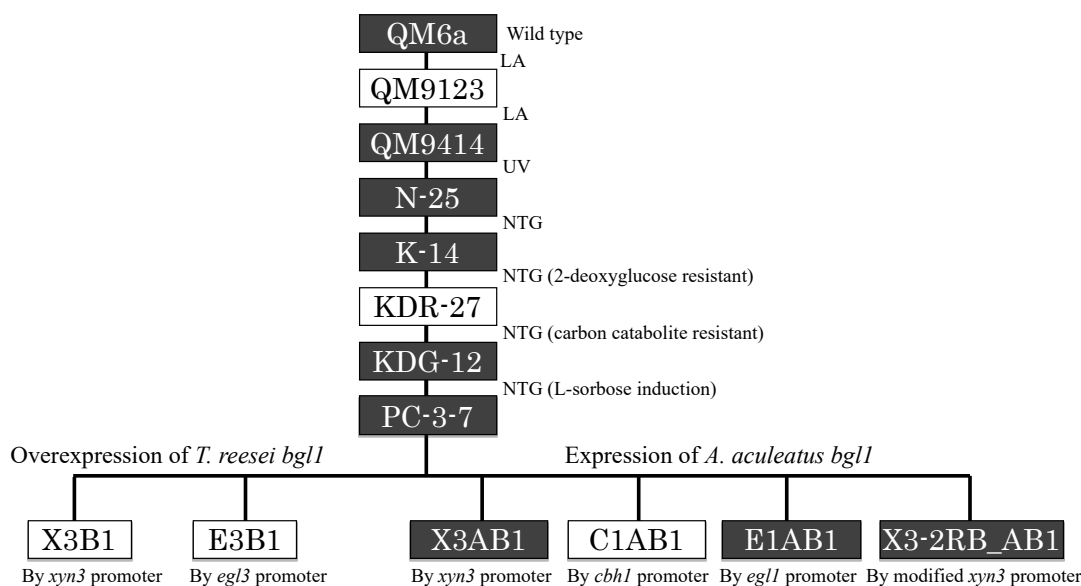 QM6a Wild type
LA
QM9123
LA
QM9414
UV
N-25
NTG
K-14
NTG (2-deoxyglucose resistant)
KDR-27
NTG (carbon catabolite resistant)
KDG-12
NTG (L-sorbose induction)
PC-3-7
Overexpression of T. reesei bgl1 Expression of A. aculeatus bgl1
X3B1 E3B1 X3AB1 C1AB1 E1AB1 X3-2RB_AB1
By xyn3 promoter By egl3 promoter By xyn3 promoter By cbh1 promoter By egl1 promoter By modified xyn3 promoter